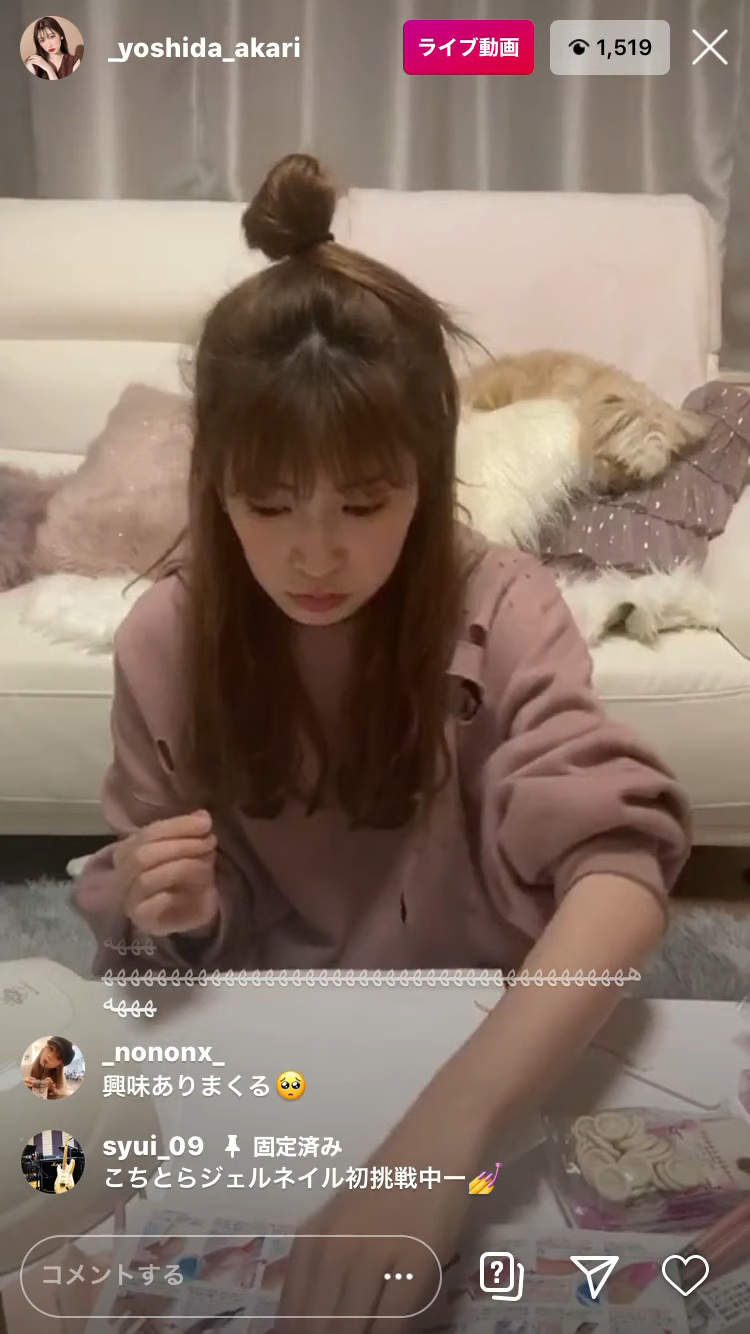 _yoshida_akari
ライブ動画
1,519
_nononx_
興味ありまくる🥺
syui_09 固定済み
こちとらジェルネイル初挑戦中ー💅
コメントする